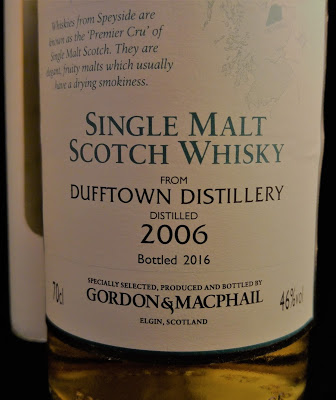 Whiskies from Speyside are
known as the 'Premier Cru' of
Single Malt Scotch. They are
elegant, fruity malts which usually
have a drying smokiness.
SINGLE MALT
SCOTCH WHISKY
FROM
DUFFTOWN DISTILLERY
DISTILLED
2006
Bottled 2016
SPECIALLY SELECTED, PRODUCED AND BOTTLED BY
70cl GORDON & MACPHAIL 46%vol
ELGIN, SCOTLAND